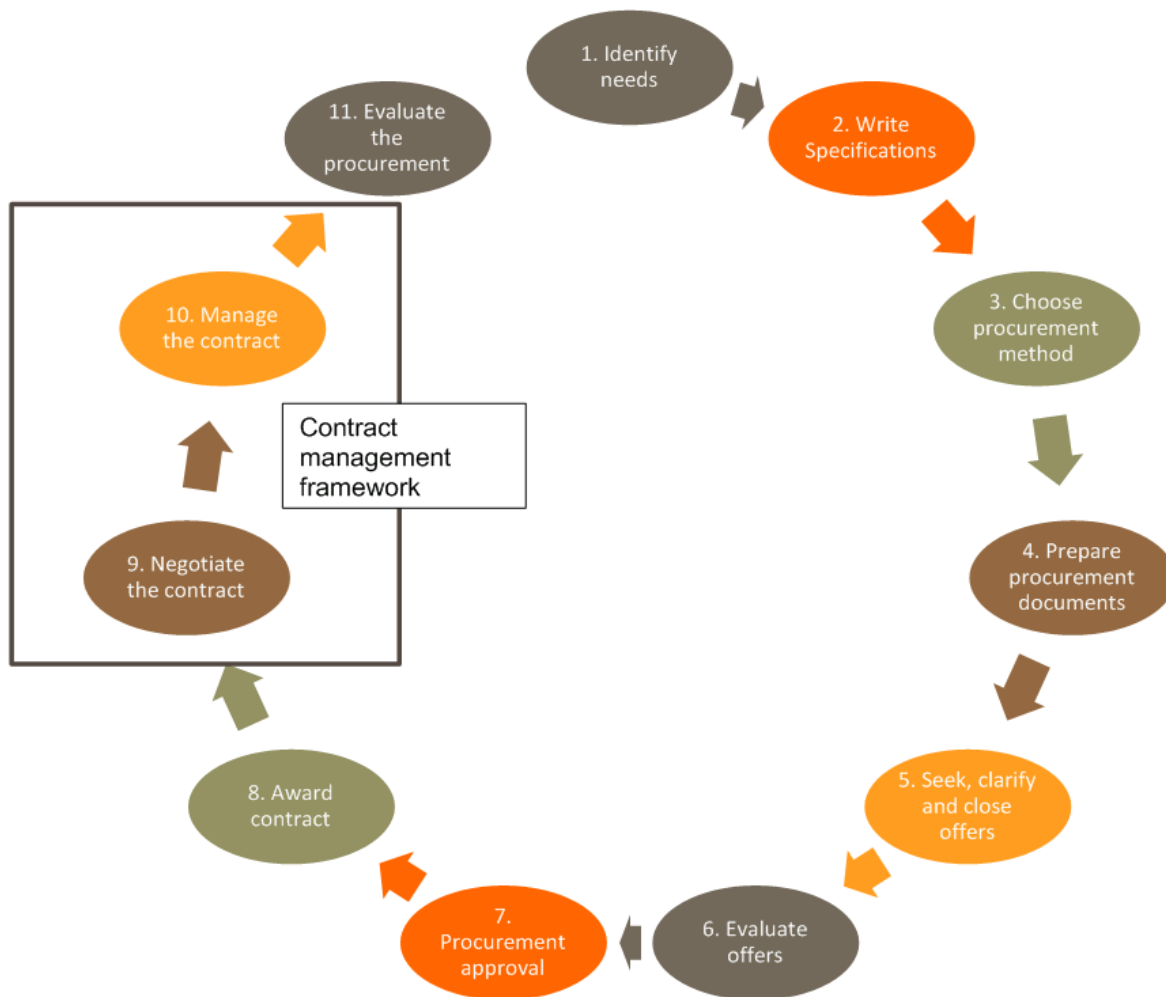 1. Identify
needs
2. Write
Specifications
3. Choose
procurement
method
4. Prepare
procurement
documents
5. Seek, clarify
and close
offers
6. Evaluate
offers
7.
Procurement
approval
8. Award
contract
9. Negotiate
the contract
10. Manage
the contract
11. Evaluate
the
procurement
Contract
management
framework